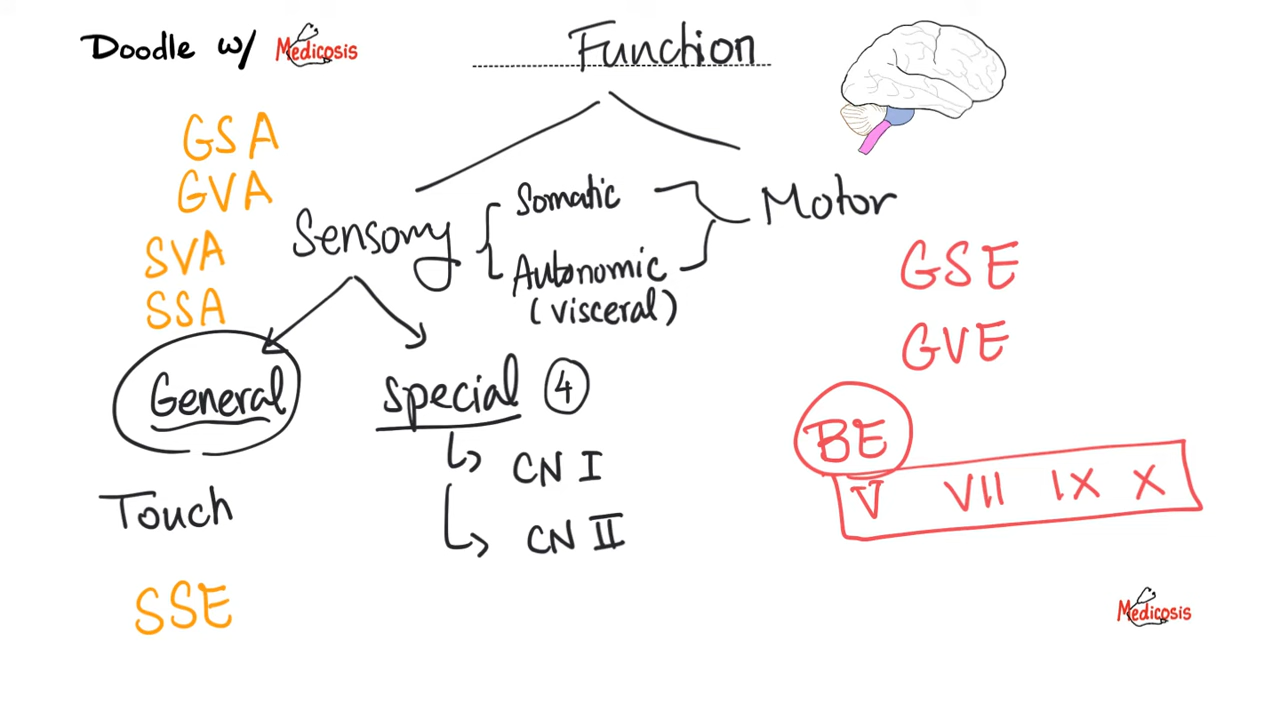 Doodle w/ Medicosis
Function
GSA
GVA
SVA
SSA
Sensory
Somatic
Autonomic
(visceral)
Motor
GSE
GVE
General
special 4
Touch
CN I
CN II
BE
V VII IX X
SSE
Medicosis